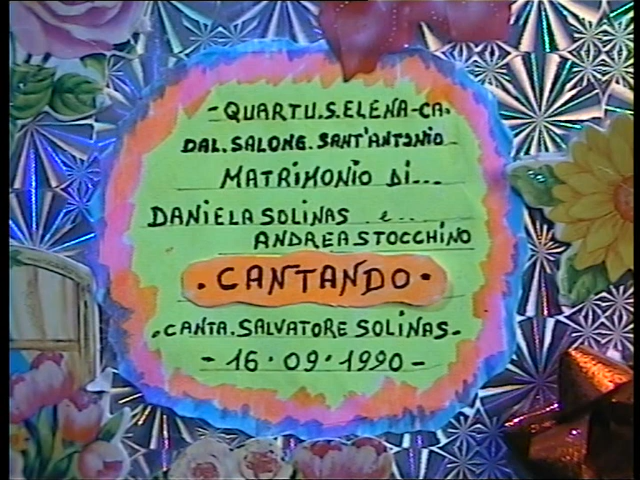 -QUARTU.S.ELENA-CA.
DAL.SALONE.SANT'ANTONIO
MATRIMONIO DI...
DANIELA SOLINAS e..
ANDREA STOCCHINO
.CANTANDO.
.CANTA.SALVATORE SOLINAS.
-16.09.1990-